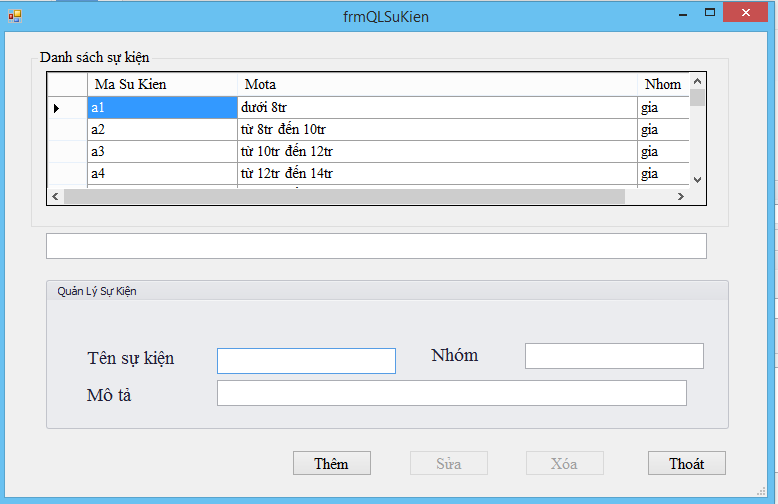 frmQLSuKien
Danh sách sự kiện
Ma Su Kien Mota Nhom
a1 dưới 8tr gia
a2 từ 8tr đến 10tr gia
a3 từ 10tr đến 12tr gia
a4 từ 12tr đến 14tr gia
Quản Lý Sự Kiện
Tên sự kiện Nhóm
Mô tả
Thêm Sửa Xóa Thoát